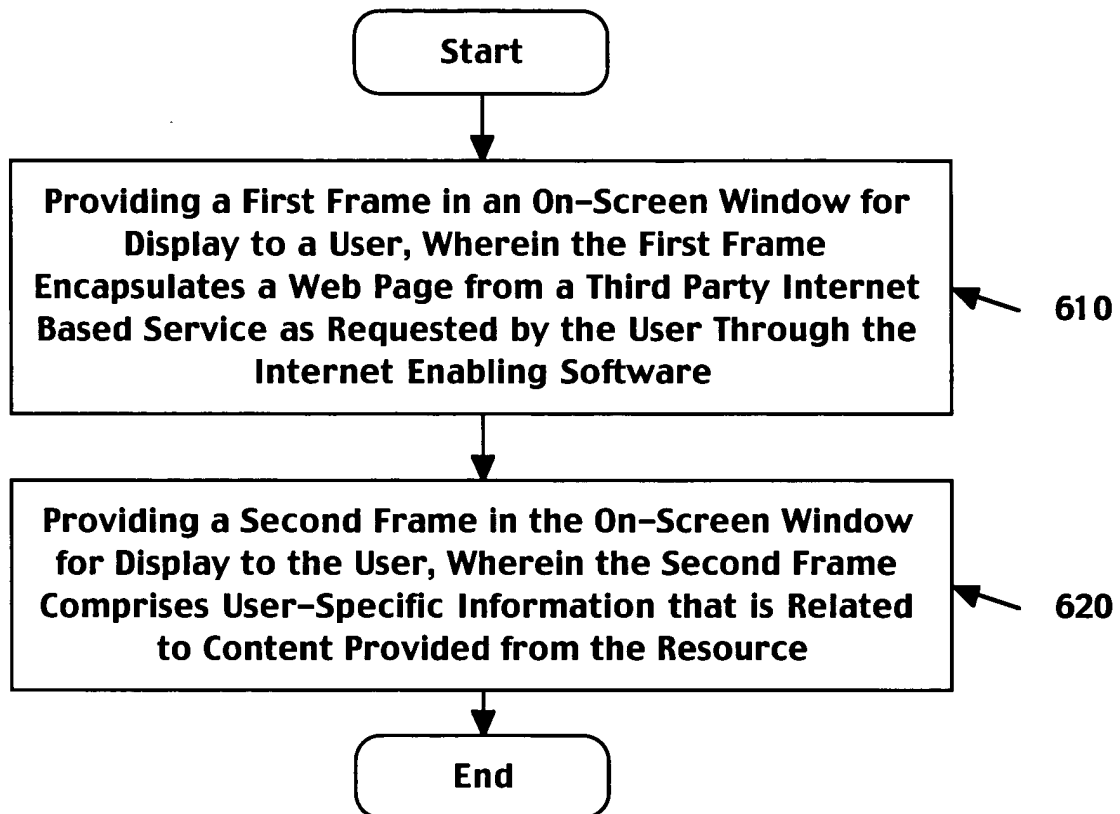 Start
Providing a First Frame in an On-Screen Window for
Display to a User, Wherein the First Frame
Encapsulates a Web Page from a Third Party Internet
Based Service as Requested by the User Through the
Internet Enabling Software
610
Providing a Second Frame in the On-Screen Window
for Display to the User, Wherein the Second Frame
Comprises User-Specific Information that is Related
to Content Provided from the Resource
620
End